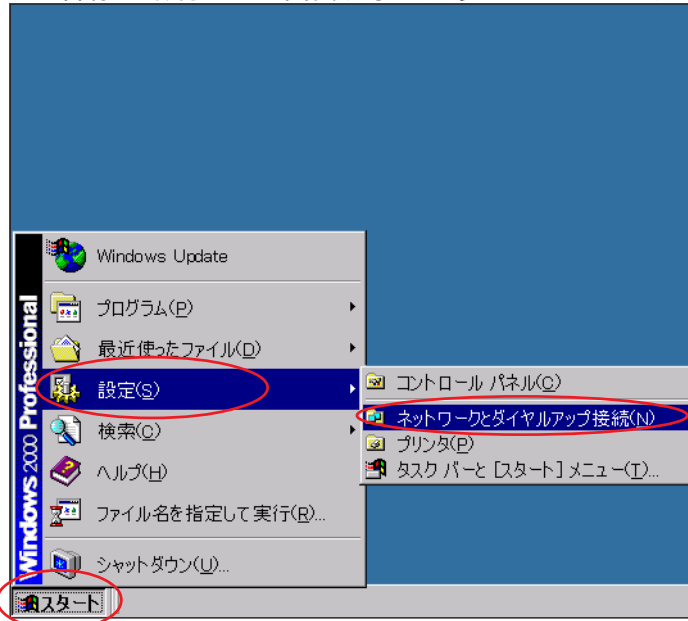 Windows Update
プログラム(P)
最近使ったファイル(D)
設定(S)
検索(C)
ヘルプ(H)
ファイル名を指定して実行(R)...
シャットダウン(U)...
Windows 2000 Professional
コントロール パネル(C)
ネットワークとダイヤルアップ接続(N)
プリンタ(P)
タスク バーと [スタート] メニュー(T)...
スタート